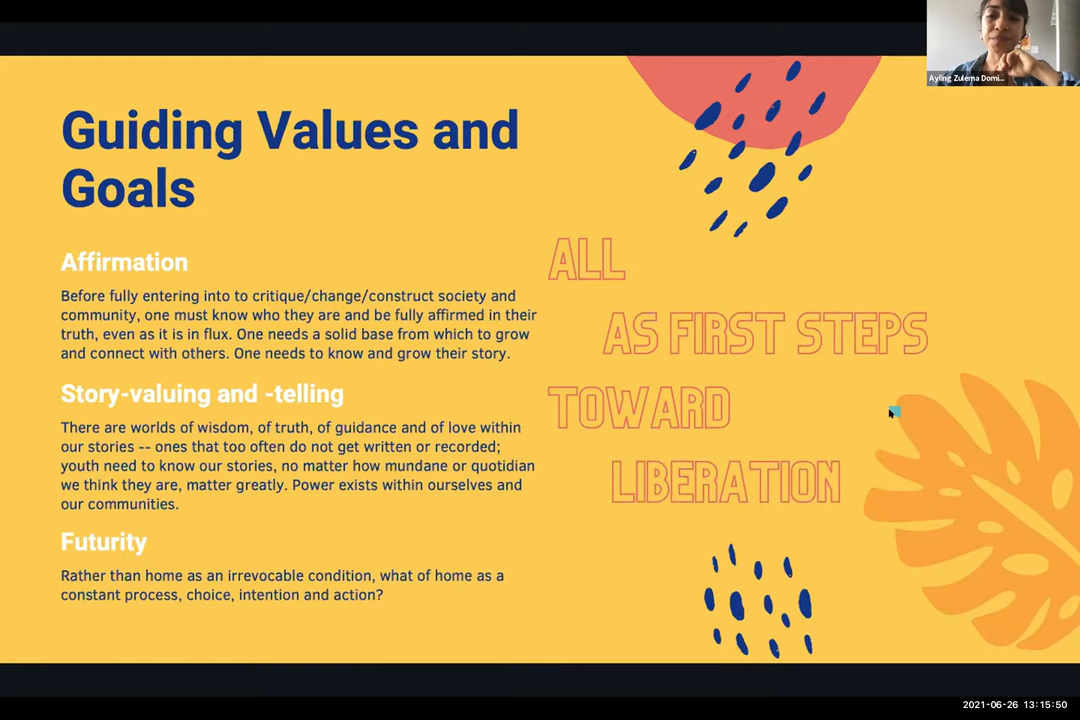 Guiding Values and
Goals
Affirmation
Before fully entering into to critique/change/construct society and
community, one must know who they are and be fully affirmed in their
truth, even as it is in flux. One needs a solid base from which to grow
and connect with others. One needs to know and grow their story.
Story-valuing and -telling
There are worlds of wisdom, of truth, of guidance and of love within
our stories -- ones that too often do not get written or recorded;
youth need to know our stories, no matter how mundane or quotidian
we think they are, matter greatly. Power exists within ourselves and
our communities.
Futurity
Rather than home as an irrevocable condition, what of home as a
constant process, choice, intention and action?
ALL
AS FIRST STEPS
TOWARD
LIBERATION
Ayling Zulema Domi...
2021-06-26 13:15:50